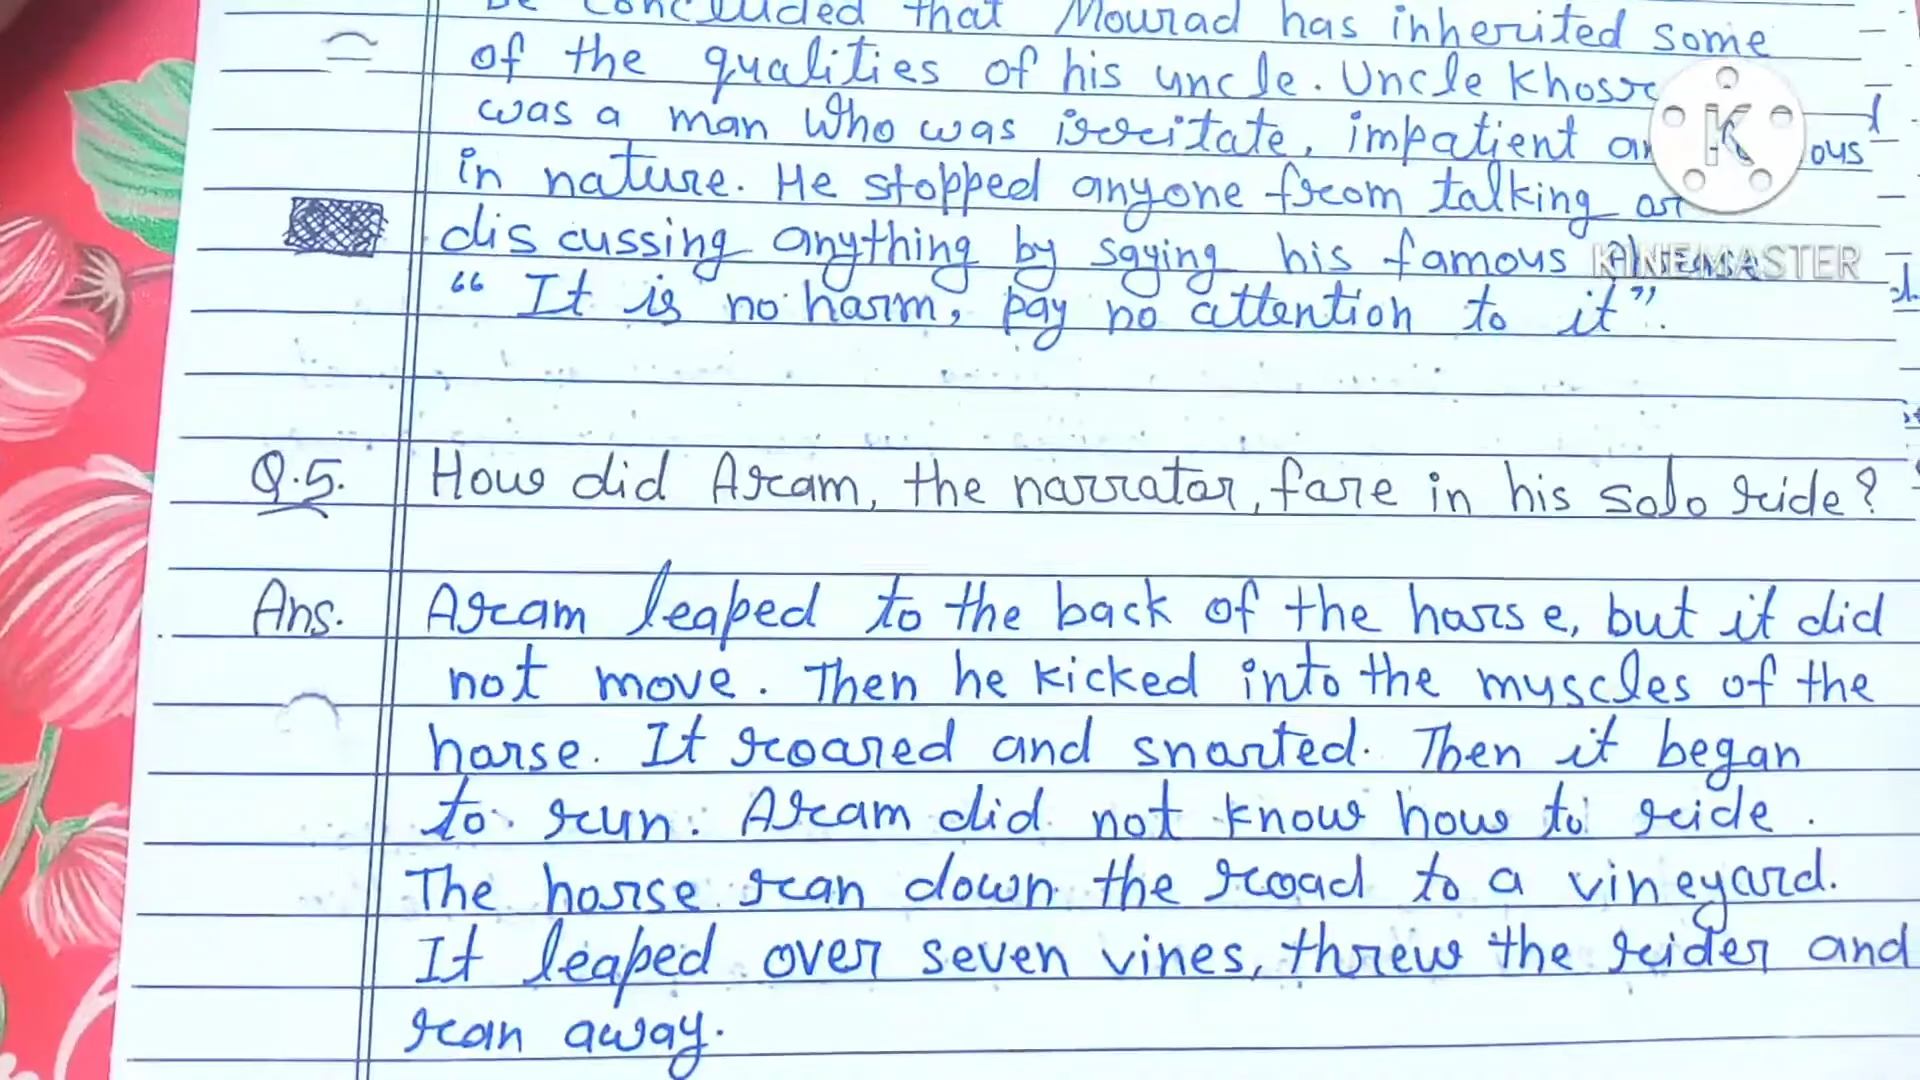 be concluded that Mourad has inherited some
of the qualities of his uncle. Uncle
was a man who was irritate, impatient
in nature. He stopped anyone from talking or
discussing anything by saying his famous
"It is no harm, pay no attention to it".
Q.5. How did Aram, the narrator, fare in his solo ride?
Ans. Aram leaped to the back of the horse, but it did
not move. Then he kicked into the muscles of the
horse. It roared and snorted. Then it began
to run. Aram did not know how to ride.
The horse ran down the road to a vineyard.
It leaped over seven vines, threw the rider and
ran away.
K
KINEMASTER